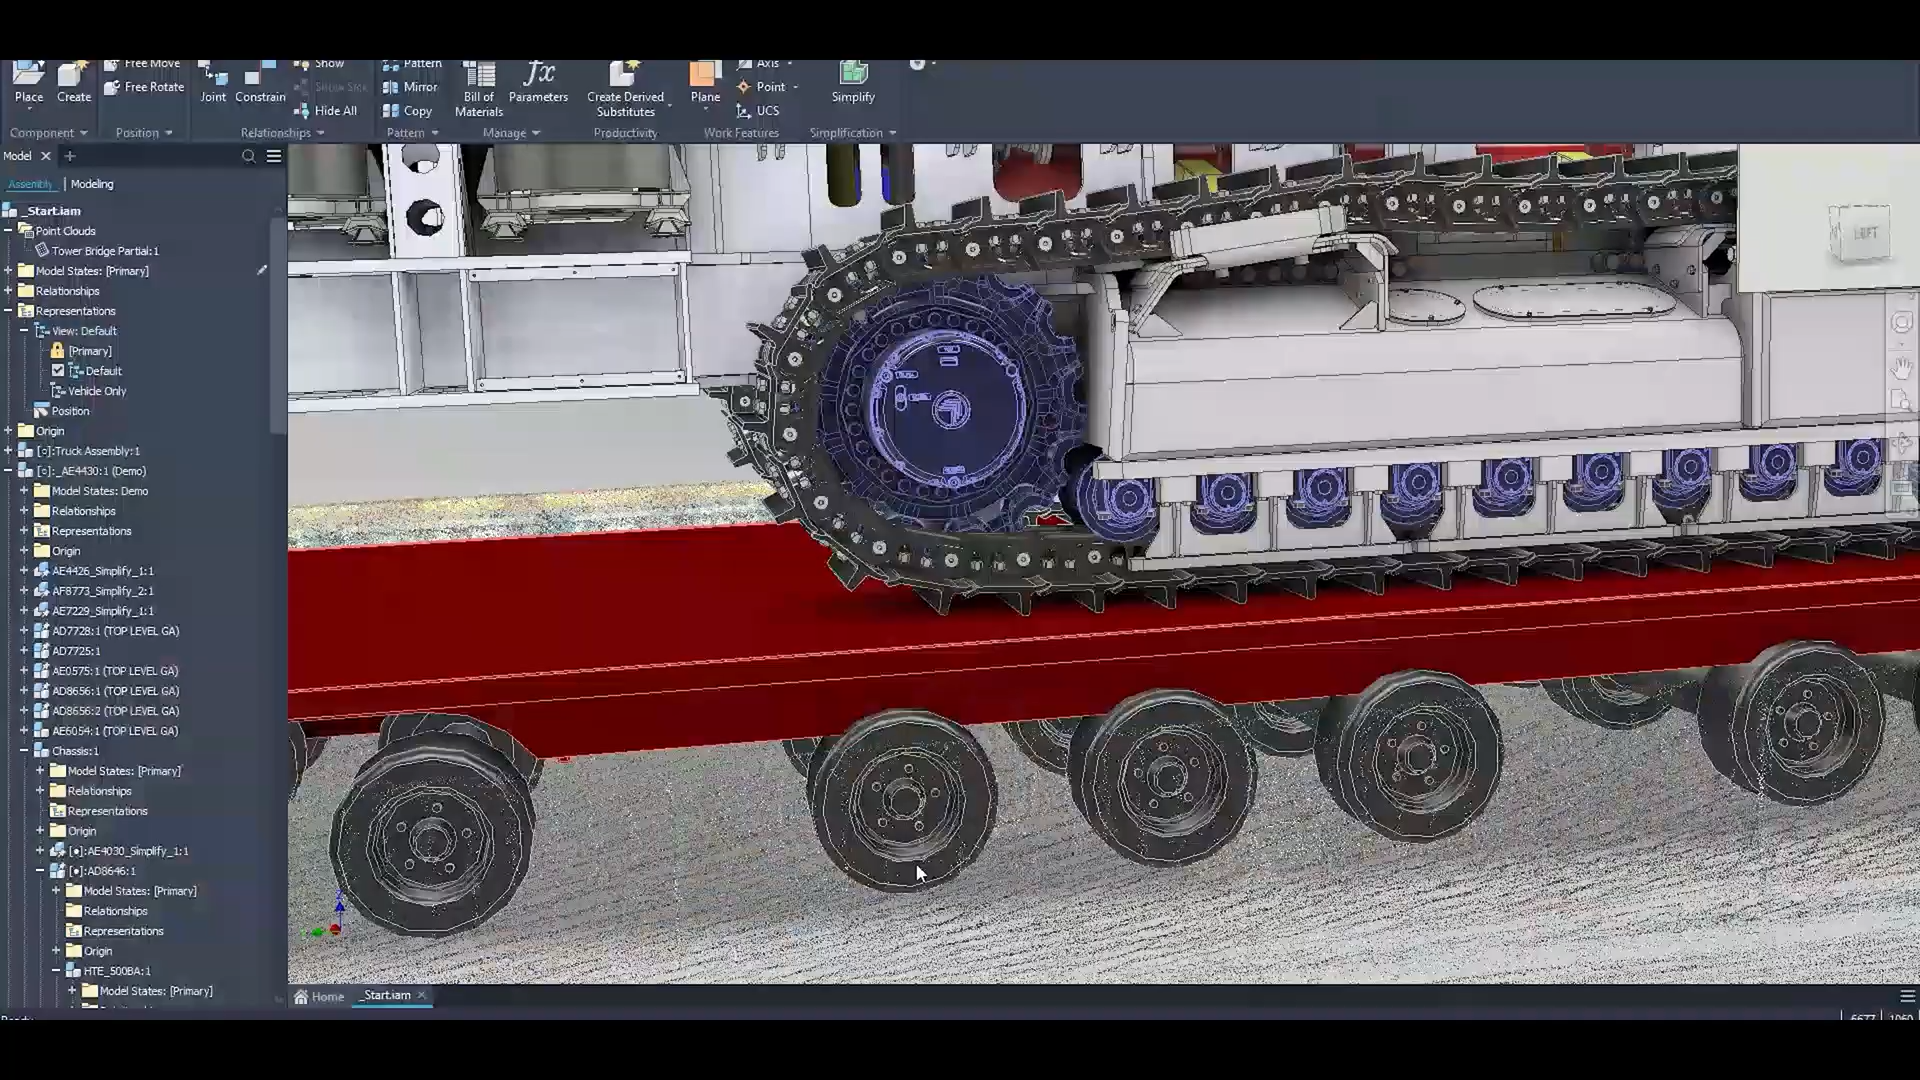 Free Move
Show
Pattern
Axis
Free Rotate
Mirror
Point
Place
Create
Joint
Constrain
Hide All
Copy
Bill of
Materials
Parameters
Create Derived
Substitutes
Plane
UCS
Simplify
Component
Position
Relationships
Pattern
Manage
Productivity
Work Features
Simplification
Model
Assembly | Modeling
_Start.iam
Point Clouds
Tower Bridge Partial:1
Model States: [Primary]
Relationships
Representations
View: Default
[Primary]
Default
Vehicle Only
Position
Origin
Truck Assembly:1
_AE4430:1 (Demo)
Model States: Demo
Relationships
Representations
Origin
AE4426_Simplify_1:1
AF8773_Simplify_2:1
AE7229_Simplify_1:1
AD7728:1 (TOP LEVEL GA)
AD7725:1
AE0575:1 (TOP LEVEL GA)
AD8656:1 (TOP LEVEL GA)
AD8656:2 (TOP LEVEL GA)
AE6054:1 (TOP LEVEL GA)
Chassis:1
Model States: [Primary]
Relationships
Representations
Origin
AE4030_Simplify_1:1
AD8646:1
Model States: [Primary]
Relationships
Representations
Origin
HTE_500BA:1
Model States: [Primary]
LEFT
Home
_Start.iam